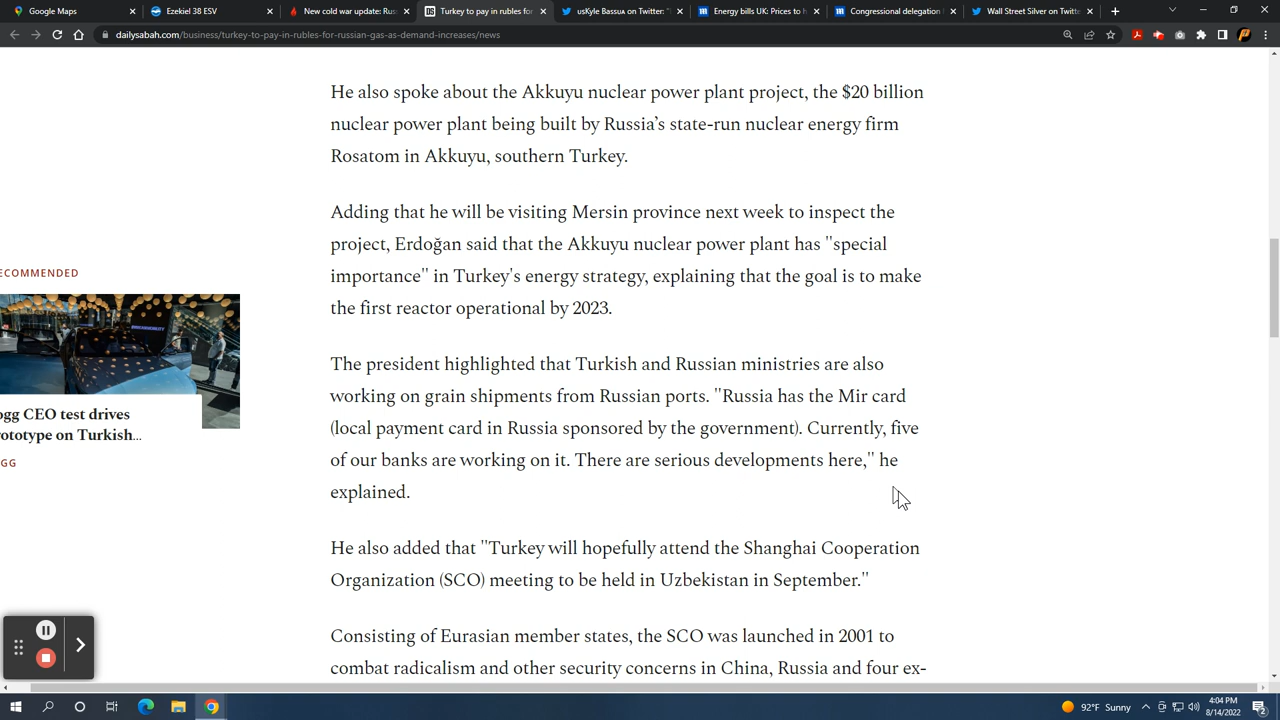 Google Maps
Ezekiel 38 ESV
New cold war update: Rus
Turkey to pay in rubles for
usKyle Bassʌ on Twitter: "
Energy bills UK: Prices to h
Congressional delegation
Wall Street Silver on Twitte
dailysabah.com/business/turkey-to-pay-in-rubles-for-russian-gas-as-demand-increases/news
He also spoke about the Akkuyu nuclear power plant project, the $20 billion
nuclear power plant being built by Russia's state-run nuclear energy firm
Rosatom in Akkuyu, southern Turkey.
Adding that he will be visiting Mersin province next week to inspect the
project, Erdoğan said that the Akkuyu nuclear power plant has "special
importance" in Turkey's energy strategy, explaining that the goal is to make
the first reactor operational by 2023.
ECOMMENDED
The president highlighted that Turkish and Russian ministries are also
working on grain shipments from Russian ports. "Russia has the Mir card
(local payment card in Russia sponsored by the government). Currently, five
of our banks are working on it. There are serious developments here," he
explained.
ogg CEO test drives
rototype on Turkish...
GG
He also added that "Turkey will hopefully attend the Shanghai Cooperation
Organization (SCO) meeting to be held in Uzbekistan in September."
Consisting of Eurasian member states, the SCO was launched in 2001 to
combat radicalism and other security concerns in China, Russia and four ex-
92°F Sunny
4:04 PM
8/14/2022
2